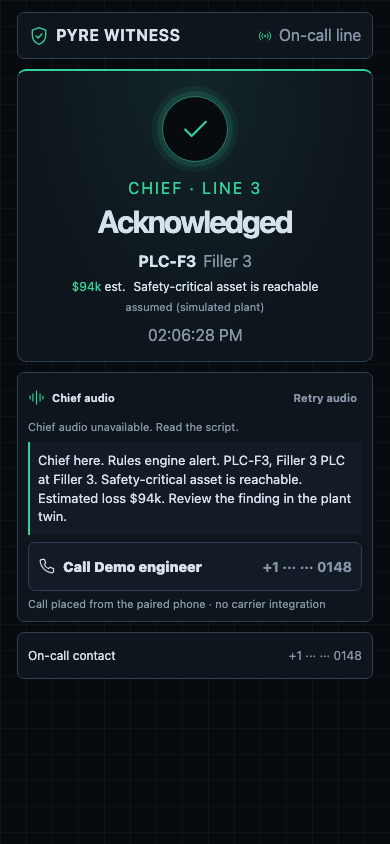 PYRE WITNESS
On-call line
CHIEF · LINE 3
Acknowledged
PLC-F3 Filler 3
$94k est. Safety-critical asset is reachable
assumed (simulated plant)
02:06:28 PM
Chief audio
Retry audio
Chief audio unavailable. Read the script.
Chief here. Rules engine alert. PLC-F3, Filler 3 PLC
at Filler 3. Safety-critical asset is reachable.
Estimated loss $94k. Review the finding in the plant
twin.
Call Demo engineer
+1 ··· ··· 0148
Call placed from the paired phone · no carrier integration
On-call contact
+1 ··· ··· 0148